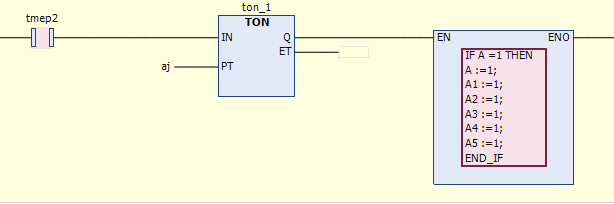 tmep2
ton_1
TON
IN Q
ET
aj PT
EN ENO
IF A =1 THEN
A :=1;
A1 :=1;
A2 :=1;
A3 :=1;
A4 :=1;
A5 :=1;
END_IF